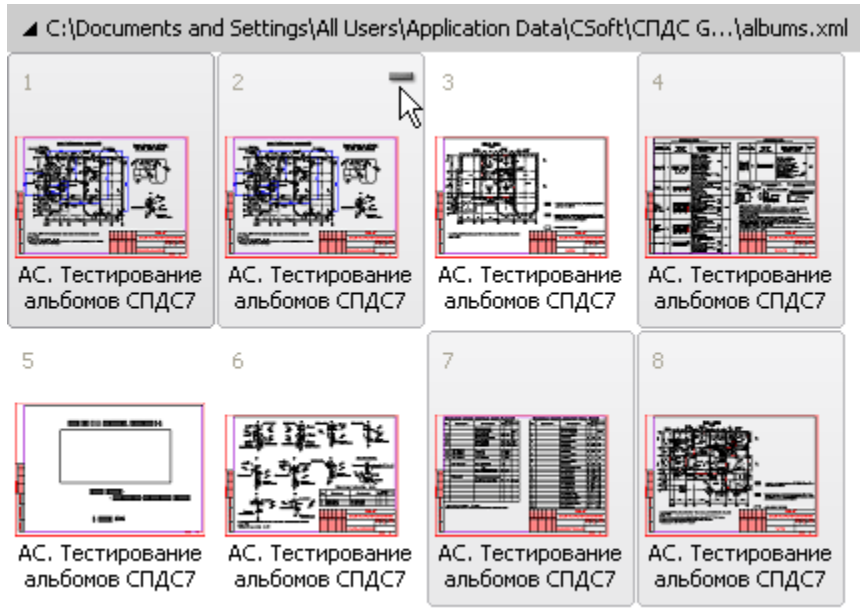 C:\Documents and Settings\All Users\Application Data\CSoft\СПДС G...\albums.xml
1 2 3 4
АС. Тестирование альбомов СПДС7
АС. Тестирование альбомов СПДС7
АС. Тестирование альбомов СПДС7
АС. Тестирование альбомов СПДС7
5 6 7 8
АС. Тестирование альбомов СПДС7
АС. Тестирование альбомов СПДС7
АС. Тестирование альбомов СПДС7
АС. Тестирование альбомов СПДС7